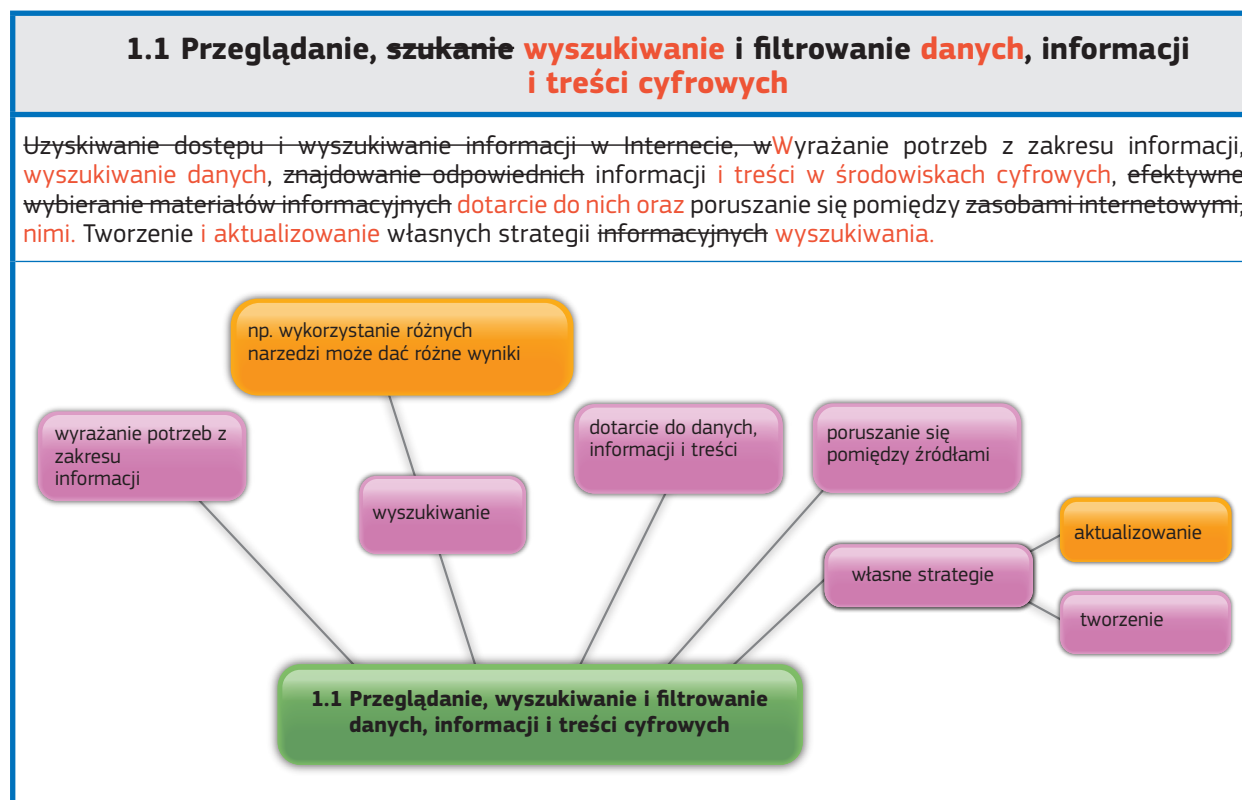 1.1 Przeglądanie, szukanie wyszukiwanie i filtrowanie danych, informacji
i treści cyfrowych
Uzyskiwanie dostępu i wyszukiwanie informacji w Internecie, wWyrażanie potrzeb z zakresu informacji,
wyszukiwanie danych, znajdowanie odpowiednich informacji i treści w środowiskach cyfrowych, efektywne
wybieranie materiałów informacyjnych dotarcie do nich oraz poruszanie się pomiędzy zasobami internetowymi,
nimi. Tworzenie i aktualizowanie własnych strategii informacyjnych wyszukiwania.
np. wykorzystanie różnych
narzedzi może dać różne wyniki
wyrażanie potrzeb z
zakresu
informacji
wyszukiwanie
dotarcie do danych,
informacji i treści
poruszanie się
pomiędzy źródłami
własne strategie
aktualizowanie
tworzenie
1.1 Przeglądanie, wyszukiwanie i filtrowanie
danych, informacji i treści cyfrowych